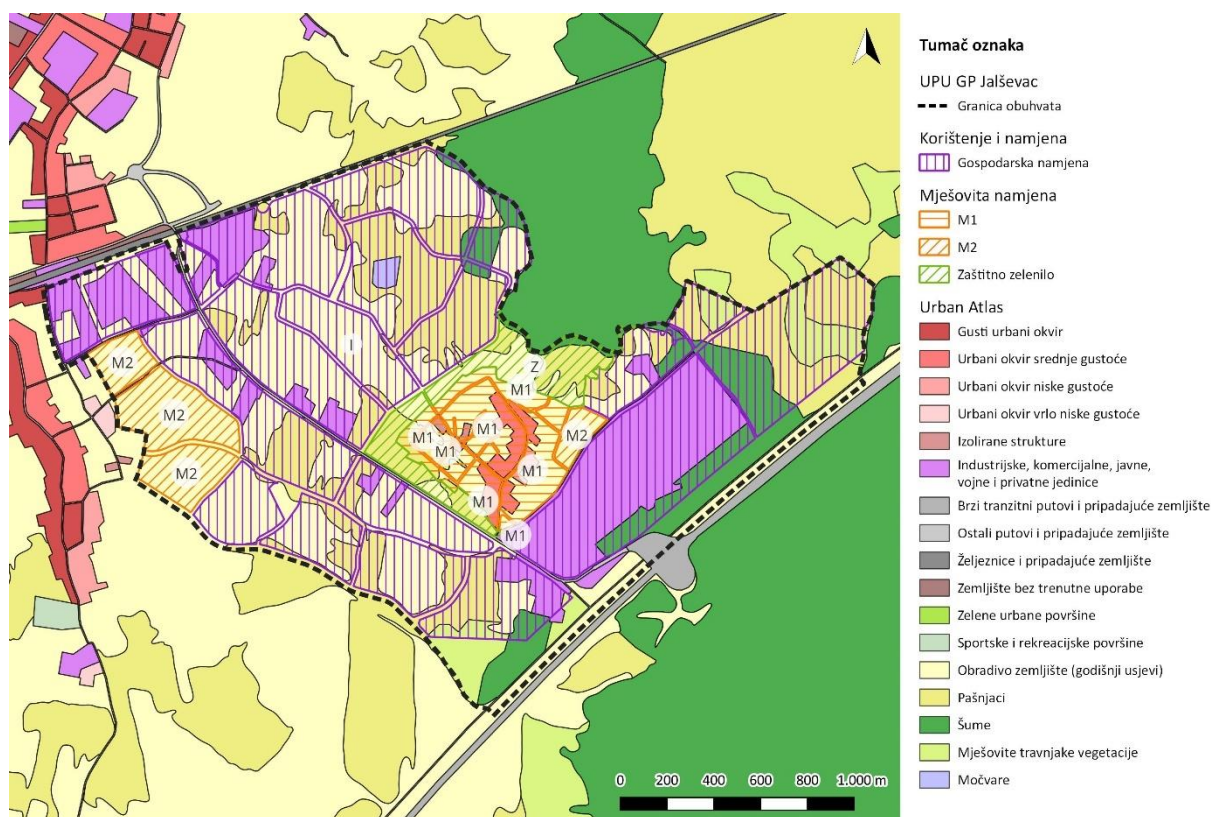 M2
M2
M2
I
Z
M1
M1
M1
M1
M2
M1
M1
M1
0 200 400 600 800 1.000 m
Tumač oznaka
UPU GP Jalševac
Granica obuhvata
Korištenje i namjena
Gospodarska namjena
Mješovita namjena
M1
M2
Zaštitno zelenilo
Urban Atlas
Gusti urbani okvir
Urbani okvir srednje gustoće
Urbani okvir niske gustoće
Urbani okvir vrlo niske gustoće
Izolirane strukture
Industrijske, komercijalne, javne,
vojne i privatne jedinice
Brzi tranzitni putovi i pripadajuće zemljište
Ostali putovi i pripadajuće zemljište
Željeznice i pripadajuće zemljište
Zemljište bez trenutne uporabe
Zelene urbane površine
Sportske i rekreacijske površine
Obradivo zemljište (godišnji usjevi)
Pašnjaci
Šume
Mješovite travnjake vegetacije
Močvare